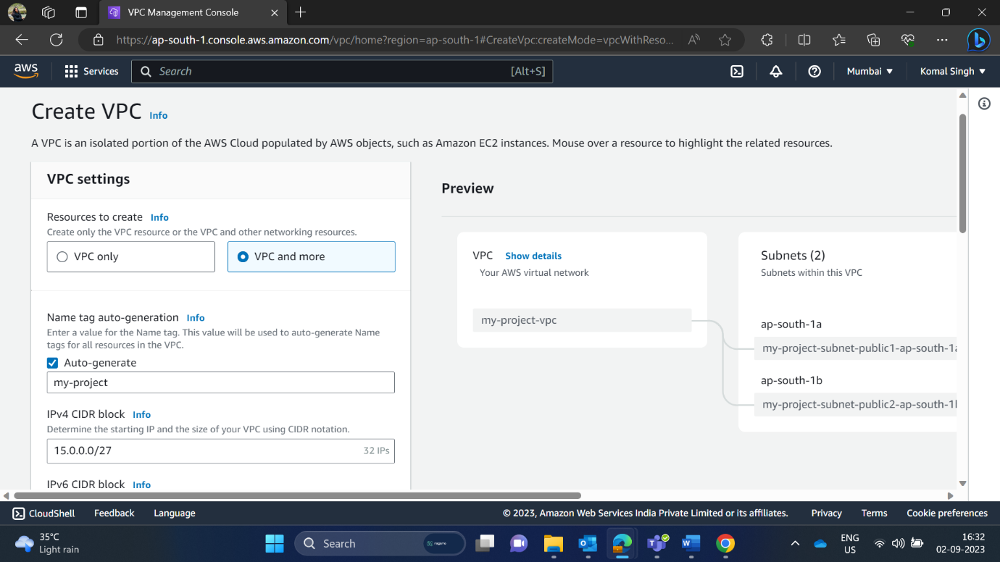 VPC Management Console
https://ap-south-1.console.aws.amazon.com/vpc/home?region=ap-south-1#CreateVpc:createMode=vpcWithReso...
aws
Services
Search
[Alt+S]
Mumbai
Komal Singh
Create VPC Info
A VPC is an isolated portion of the AWS Cloud populated by AWS objects, such as Amazon EC2 instances. Mouse over a resource to highlight the related resources.
VPC settings
Resources to create Info
Create only the VPC resource or the VPC and other networking resources.
VPC only
VPC and more
Name tag auto-generation Info
Enter a value for the Name tag. This value will be used to auto-generate Name
tags for all resources in the VPC.
Auto-generate
my-project
IPv4 CIDR block Info
Determine the starting IP and the size of your VPC using CIDR notation.
15.0.0.0/27
32 IPs
IPv6 CIDR block Info
Preview
VPC Show details
Your AWS virtual network
my-project-vpc
Subnets (2)
Subnets within this VPC
ap-south-1a
my-project-subnet-public1-ap-south-1a
ap-south-1b
my-project-subnet-public2-ap-south-1
CloudShell
Feedback
Language
© 2023, Amazon Web Services India Private Limited or its affiliates.
Privacy
Terms
Cookie preferences
35°C
Light rain
Search
ENG
US
16:32
02-09-2023